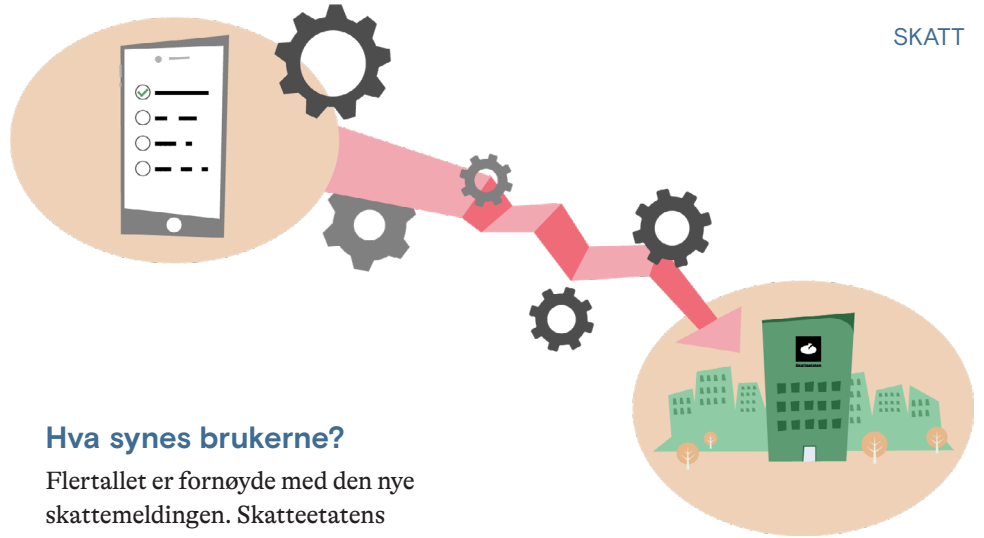 SKATT
Hva synes brukerne?
Flertallet er fornøyde med den nye
skattemeldingen. Skatteetatens